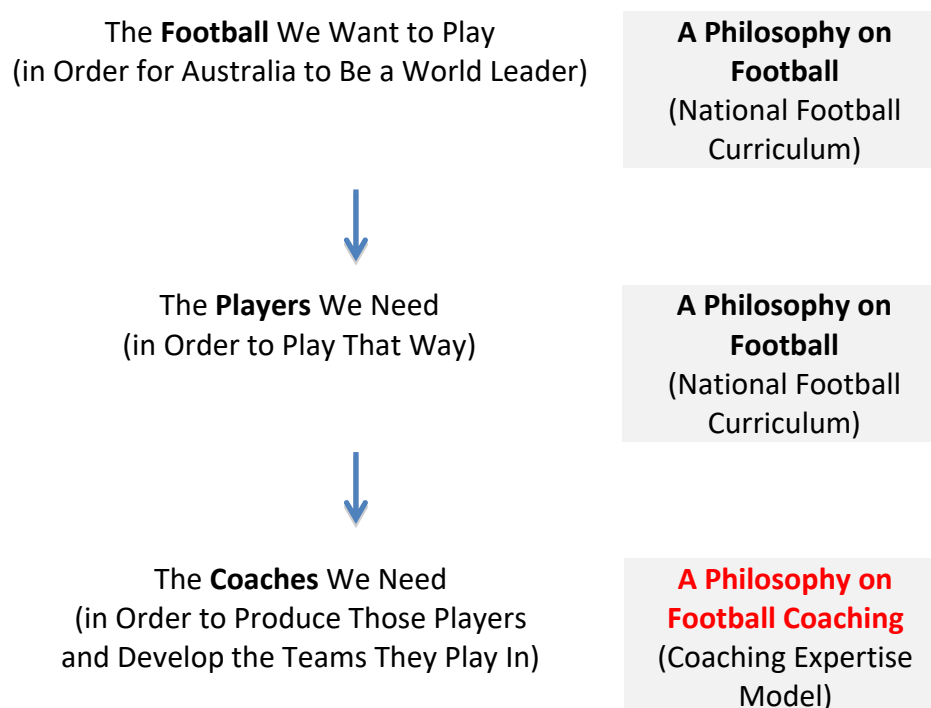 The Football We Want to Play
(in Order for Australia to Be a World Leader)
A Philosophy on
Football
(National Football
Curriculum)
The Players We Need
(in Order to Play That Way)
A Philosophy on
Football
(National Football
Curriculum)
The Coaches We Need
(in Order to Produce Those Players
and Develop the Teams They Play In)
A Philosophy on
Football Coaching
(Coaching Expertise
Model)